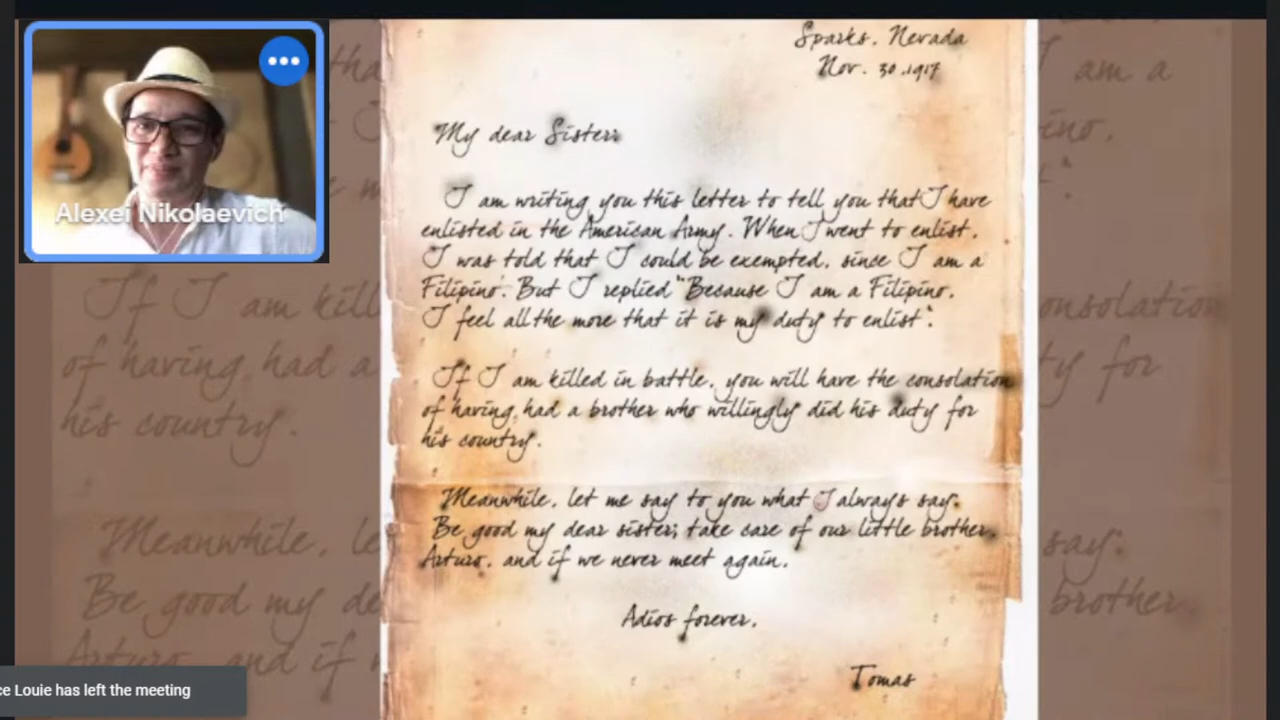 Sparks, Nevada
Nov. 30, 1917
Alexei Nikolaevich
My dear Sister:
I am writing you this letter to tell you that I have
enlisted in the American Army. When I went to enlist,
I was told that I could be exempted, since I am a
Filipino. But I replied "Because I am a Filipino,
I feel all the more that it is my duty to enlist".
If I am killed in battle, you will have the consolation
of having had a brother who willingly did his duty for
his country.
Meanwhile, let me say to you what I always say:
Be good my dear sister; take care of our little brother,
Arturo, and if we never meet again,
Adios forever,
Tomas
ce Louie has left the meeting